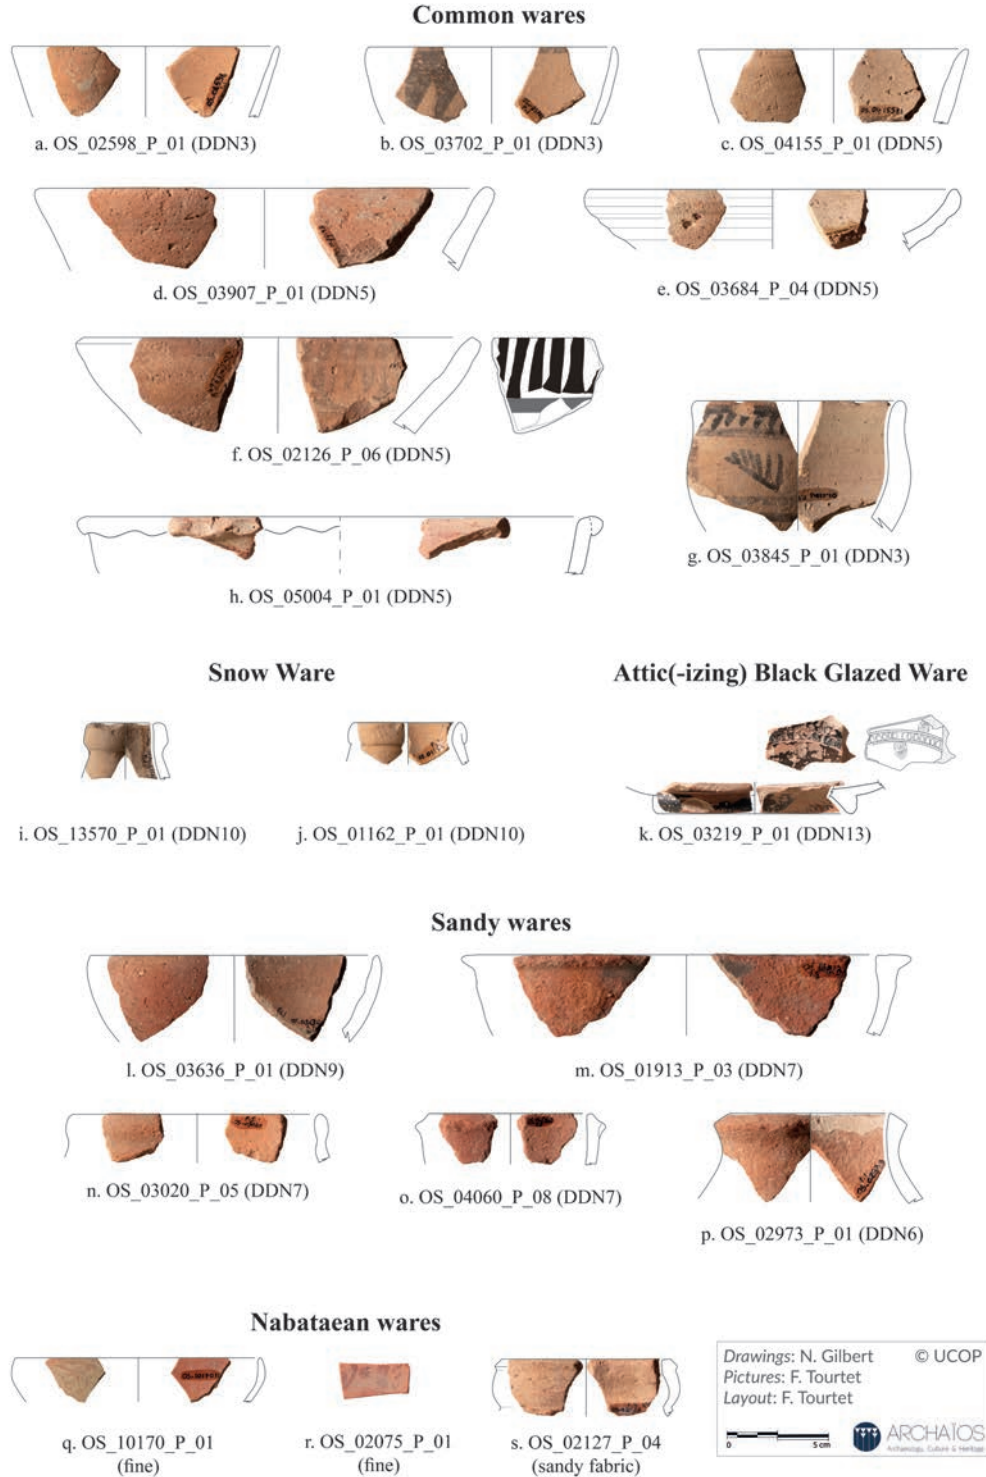 Common wares
a. OS_02598_P_01 (DDN3)
b. OS_03702_P_01 (DDN3)
c. OS_04155_P_01 (DDN5)
d. OS_03907_P_01 (DDN5)
e. OS_03684_P_04 (DDN5)
f. OS_02126_P_06 (DDN5)
g. OS_03845_P_01 (DDN3)
h. OS_05004_P_01 (DDN5)
Snow Ware
Attic(-izing) Black Glazed Ware
i. OS_13570_P_01 (DDN10)
j. OS_01162_P_01 (DDN10)
k. OS_03219_P_01 (DDN13)
Sandy wares
l. OS_03636_P_01 (DDN9)
m. OS_01913_P_03 (DDN7)
n. OS_03020_P_05 (DDN7)
o. OS_04060_P_08 (DDN7)
p. OS_02973_P_01 (DDN6)
Nabataean wares
q. OS_10170_P_01
(fine)
r. OS_02075_P_01
(fine)
s. OS_02127_P_04
(sandy fabric)
Drawings: N. Gilbert © UCOP
Pictures: F. Tourtet
Layout: F. Tourtet
0 5 cm
ARCHAÏOS
Archaeology, Culture & Heritage